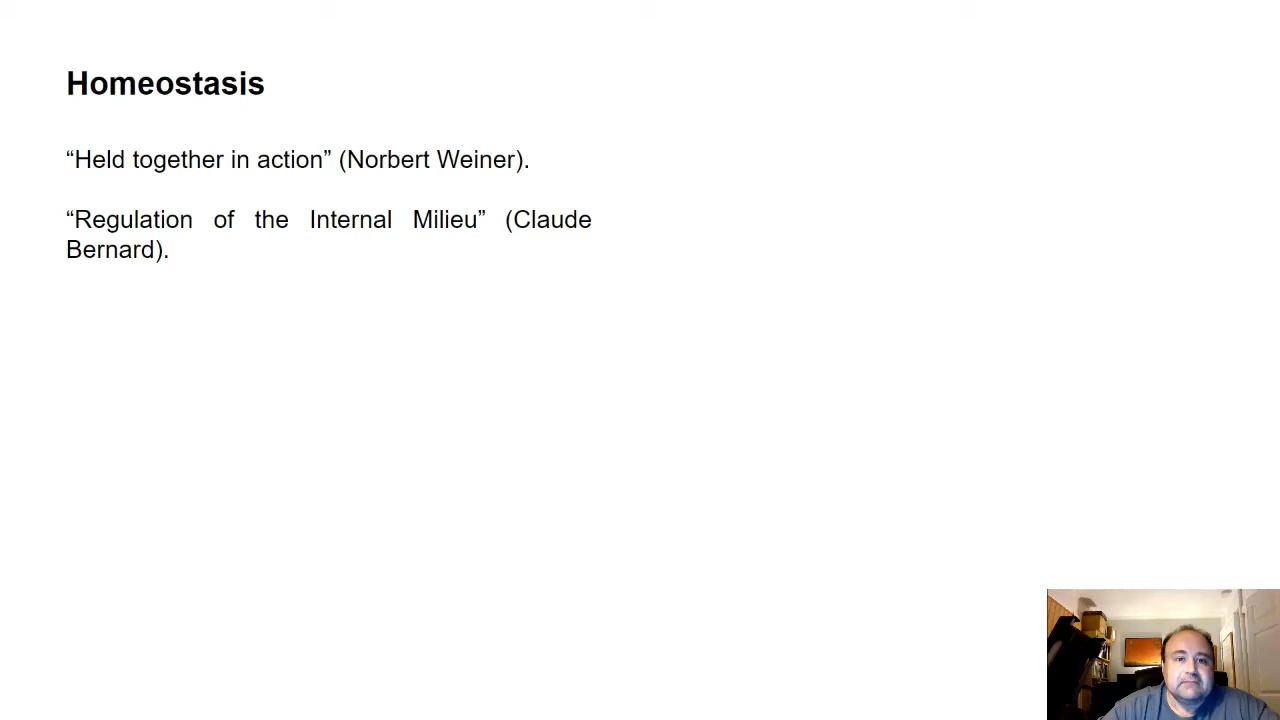 Homeostasis
“Held together in action” (Norbert Weiner).
“Regulation of the Internal Milieu” (Claude
Bernard).